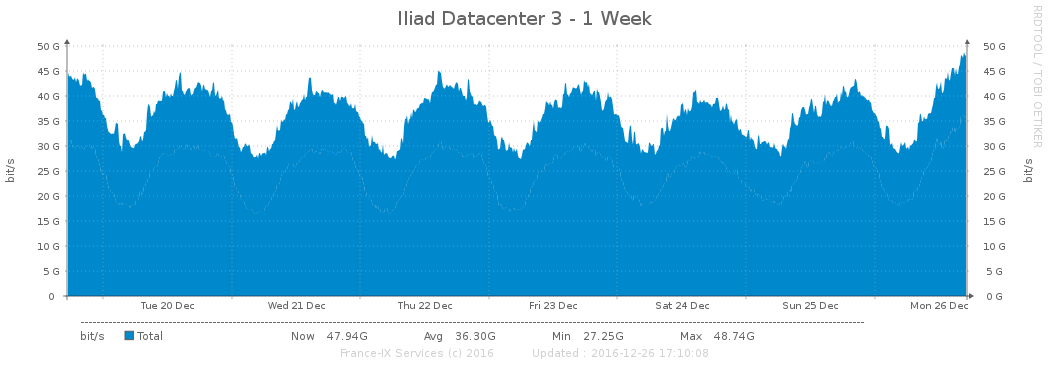 Iliad Datacenter 3 - 1 Week
RRDTOOL / TOBI OETIKER
50 G 50 G
45 G 45 G
40 G 40 G
35 G 35 G
30 G 30 G
25 G 25 G
20 G 20 G
15 G 15 G
10 G 10 G
5 G 5 G
0 0 G
bit/s bit/s
Tue 20 Dec Wed 21 Dec Thu 22 Dec Fri 23 Dec Sat 24 Dec Sun 25 Dec Mon 26 Dec
bit/s Total Now 47.94G Avg 36.30G Min 27.25G Max 48.74G
France-IX Services (c) 2016 Updated : 2016-12-26 17:10:08